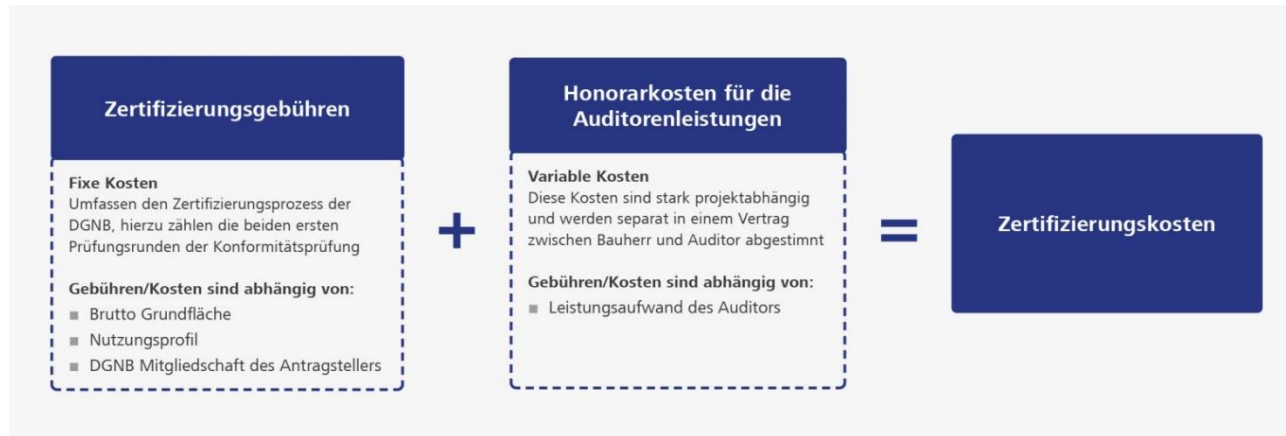 Zertifizierungsgebühren
Fixe Kosten
Umfassen den Zertifizierungsprozess der
DGNB, hierzu zählen die beiden ersten
Prüfungsrunden der Konformitätsprüfung
Gebühren/Kosten sind abhängig von:
■ Brutto Grundfläche
■ Nutzungsprofil
■ DGNB Mitgliedschaft des Antragstellers
+
Honorarkosten für die
Auditorenleistungen
Variable Kosten
Diese Kosten sind stark projektabhängig
und werden separat in einem Vertrag
zwischen Bauherr und Auditor abgestimmt
Gebühren/Kosten sind abhängig von:
■ Leistungsaufwand des Auditors
=
Zertifizierungskosten